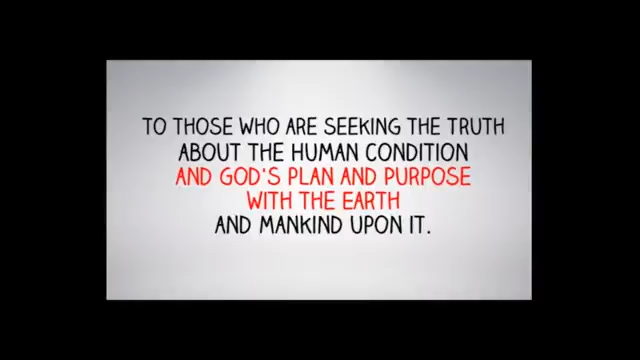 TO THOSE WHO ARE SEEKING THE TRUTH
ABOUT THE HUMAN CONDITION
AND GOD'S PLAN AND PURPOSE
WITH THE EARTH
AND MANKIND UPON IT.